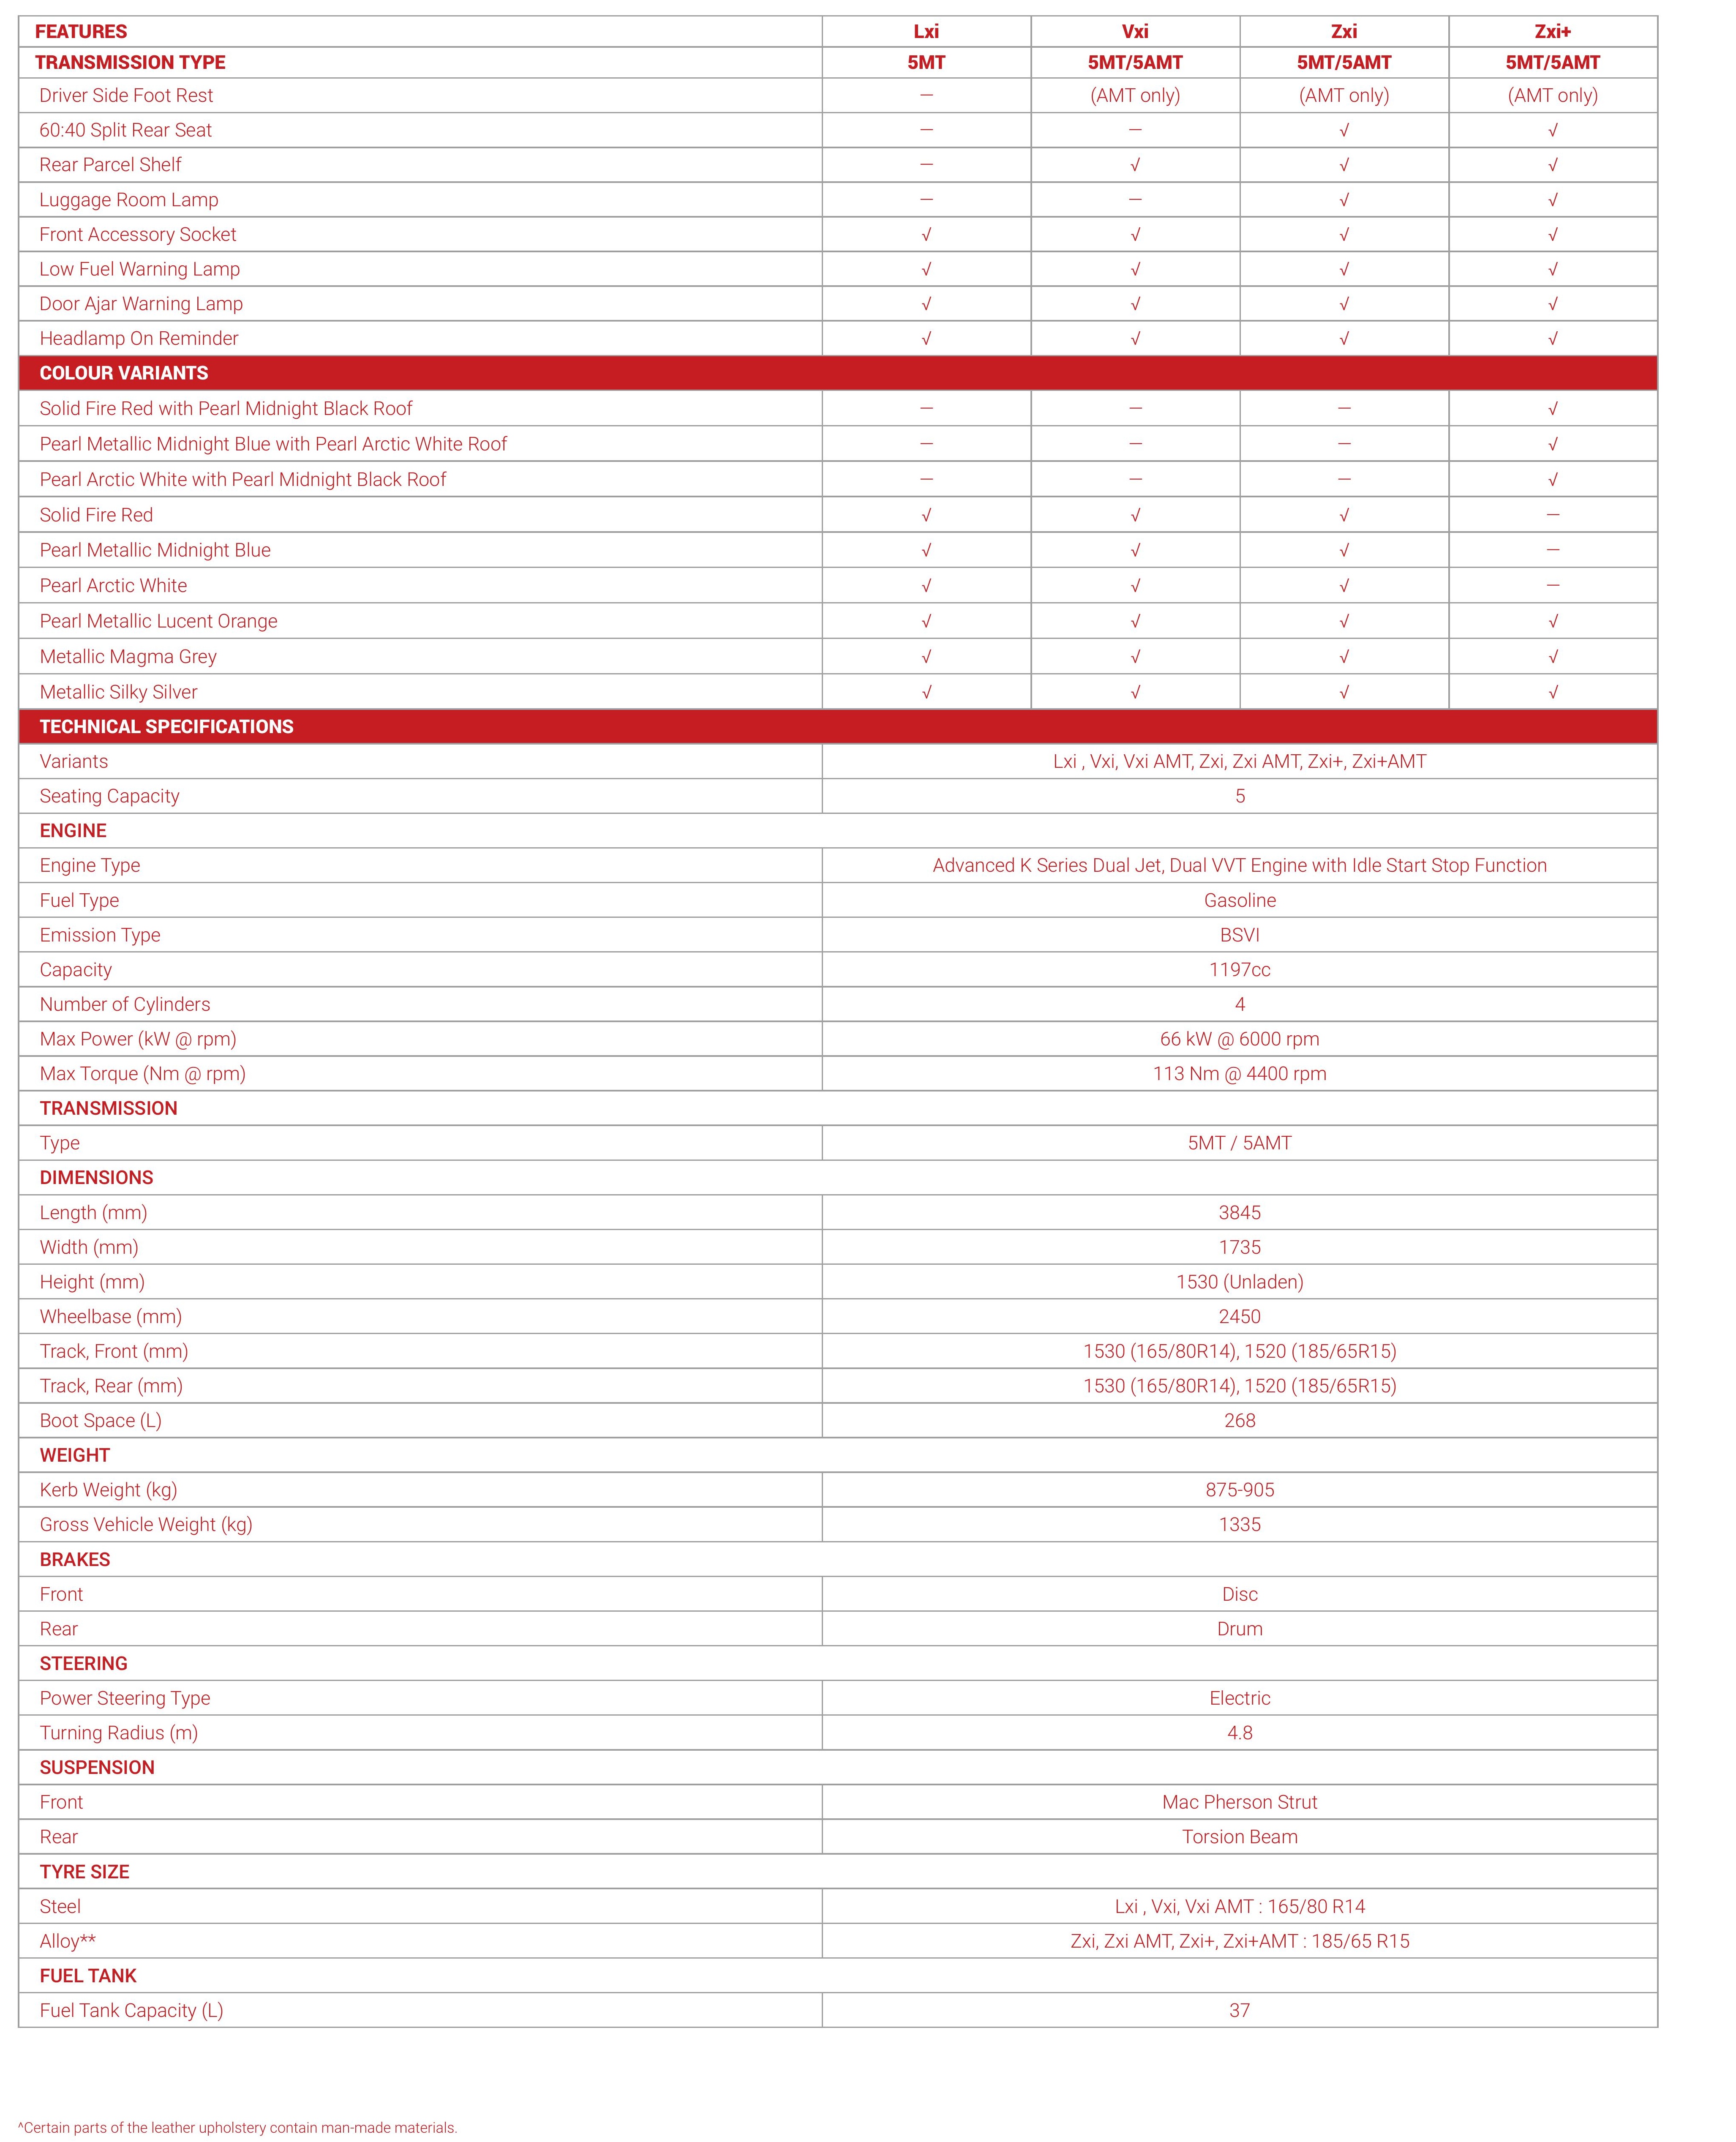 FEATURES Lxi Vxi Zxi Zxi+
TRANSMISSION TYPE 5MT 5MT/5AMT 5MT/5AMT 5MT/5AMT
Driver Side Foot Rest — (AMT only) (AMT only) (AMT only)
60:40 Split Rear Seat — — √ √
Rear Parcel Shelf — √ √ √
Luggage Room Lamp — — √ √
Front Accessory Socket √ √ √ √
Low Fuel Warning Lamp √ √ √ √
Door Ajar Warning Lamp √ √ √ √
Headlamp On Reminder √ √ √ √
COLOUR VARIANTS
Solid Fire Red with Pearl Midnight Black Roof — — — √
Pearl Metallic Midnight Blue with Pearl Arctic White Roof — — — √
Pearl Arctic White with Pearl Midnight Black Roof — — — √
Solid Fire Red √ √ √ —
Pearl Metallic Midnight Blue √ √ √ —
Pearl Arctic White √ √ √ —
Pearl Metallic Lucent Orange √ √ √ √
Metallic Magma Grey √ √ √ √
Metallic Silky Silver √ √ √ √
TECHNICAL SPECIFICATIONS
Variants Lxi , Vxi, Vxi AMT, Zxi, Zxi AMT, Zxi+, Zxi+AMT
Seating Capacity 5
ENGINE
Engine Type Advanced K Series Dual Jet, Dual VVT Engine with Idle Start Stop Function
Fuel Type Gasoline
Emission Type BSVI
Capacity 1197cc
Number of Cylinders 4
Max Power (kW @ rpm) 66 kW @ 6000 rpm
Max Torque (Nm @ rpm) 113 Nm @ 4400 rpm
TRANSMISSION
Type 5MT / 5AMT
DIMENSIONS
Length (mm) 3845
Width (mm) 1735
Height (mm) 1530 (Unladen)
Wheelbase (mm) 2450
Track, Front (mm) 1530 (165/80R14), 1520 (185/65R15)
Track, Rear (mm) 1530 (165/80R14), 1520 (185/65R15)
Boot Space (L) 268
WEIGHT
Kerb Weight (kg) 875-905
Gross Vehicle Weight (kg) 1335
BRAKES
Front Disc
Rear Drum
STEERING
Power Steering Type Electric
Turning Radius (m) 4.8
SUSPENSION
Front Mac Pherson Strut
Rear Torsion Beam
TYRE SIZE
Steel Lxi , Vxi, Vxi AMT : 165/80 R14
Alloy** Zxi, Zxi AMT, Zxi+, Zxi+AMT : 185/65 R15
FUEL TANK
Fuel Tank Capacity (L) 37
^Certain parts of the leather upholstery contain man-made materials.